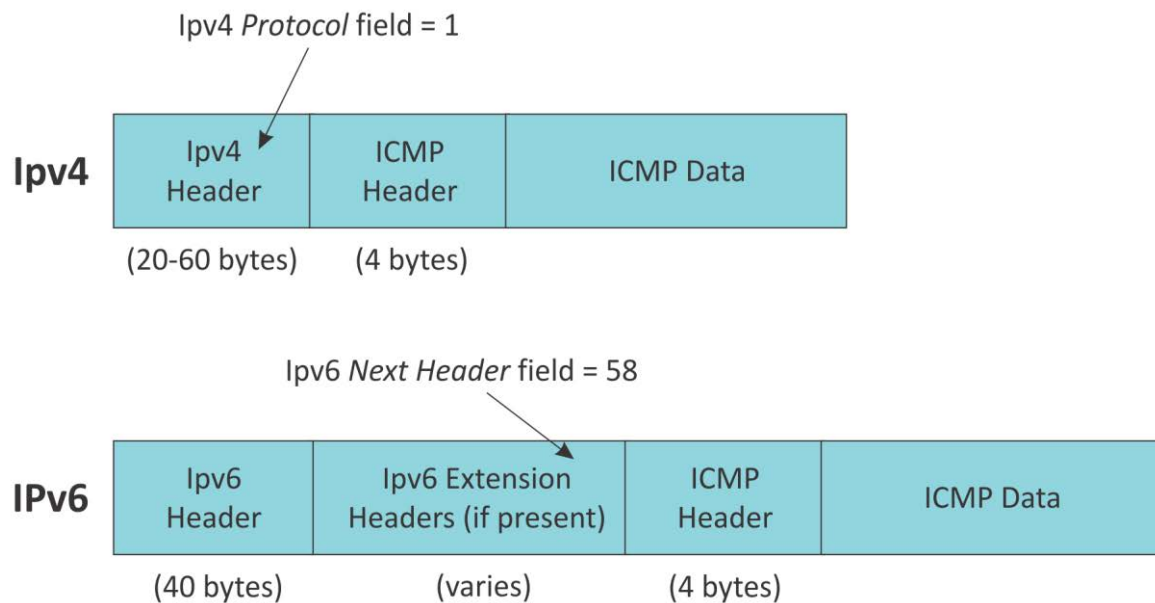 Ipv4 Protocol field = 1
Ipv4
Ipv4
Header
ICMP
Header
ICMP Data
(20-60 bytes)
(4 bytes)
Ipv6 Next Header field = 58
IPv6
Ipv6
Header
Ipv6 Extension
Headers (if present)
ICMP
Header
ICMP Data
(40 bytes)
(varies)
(4 bytes)